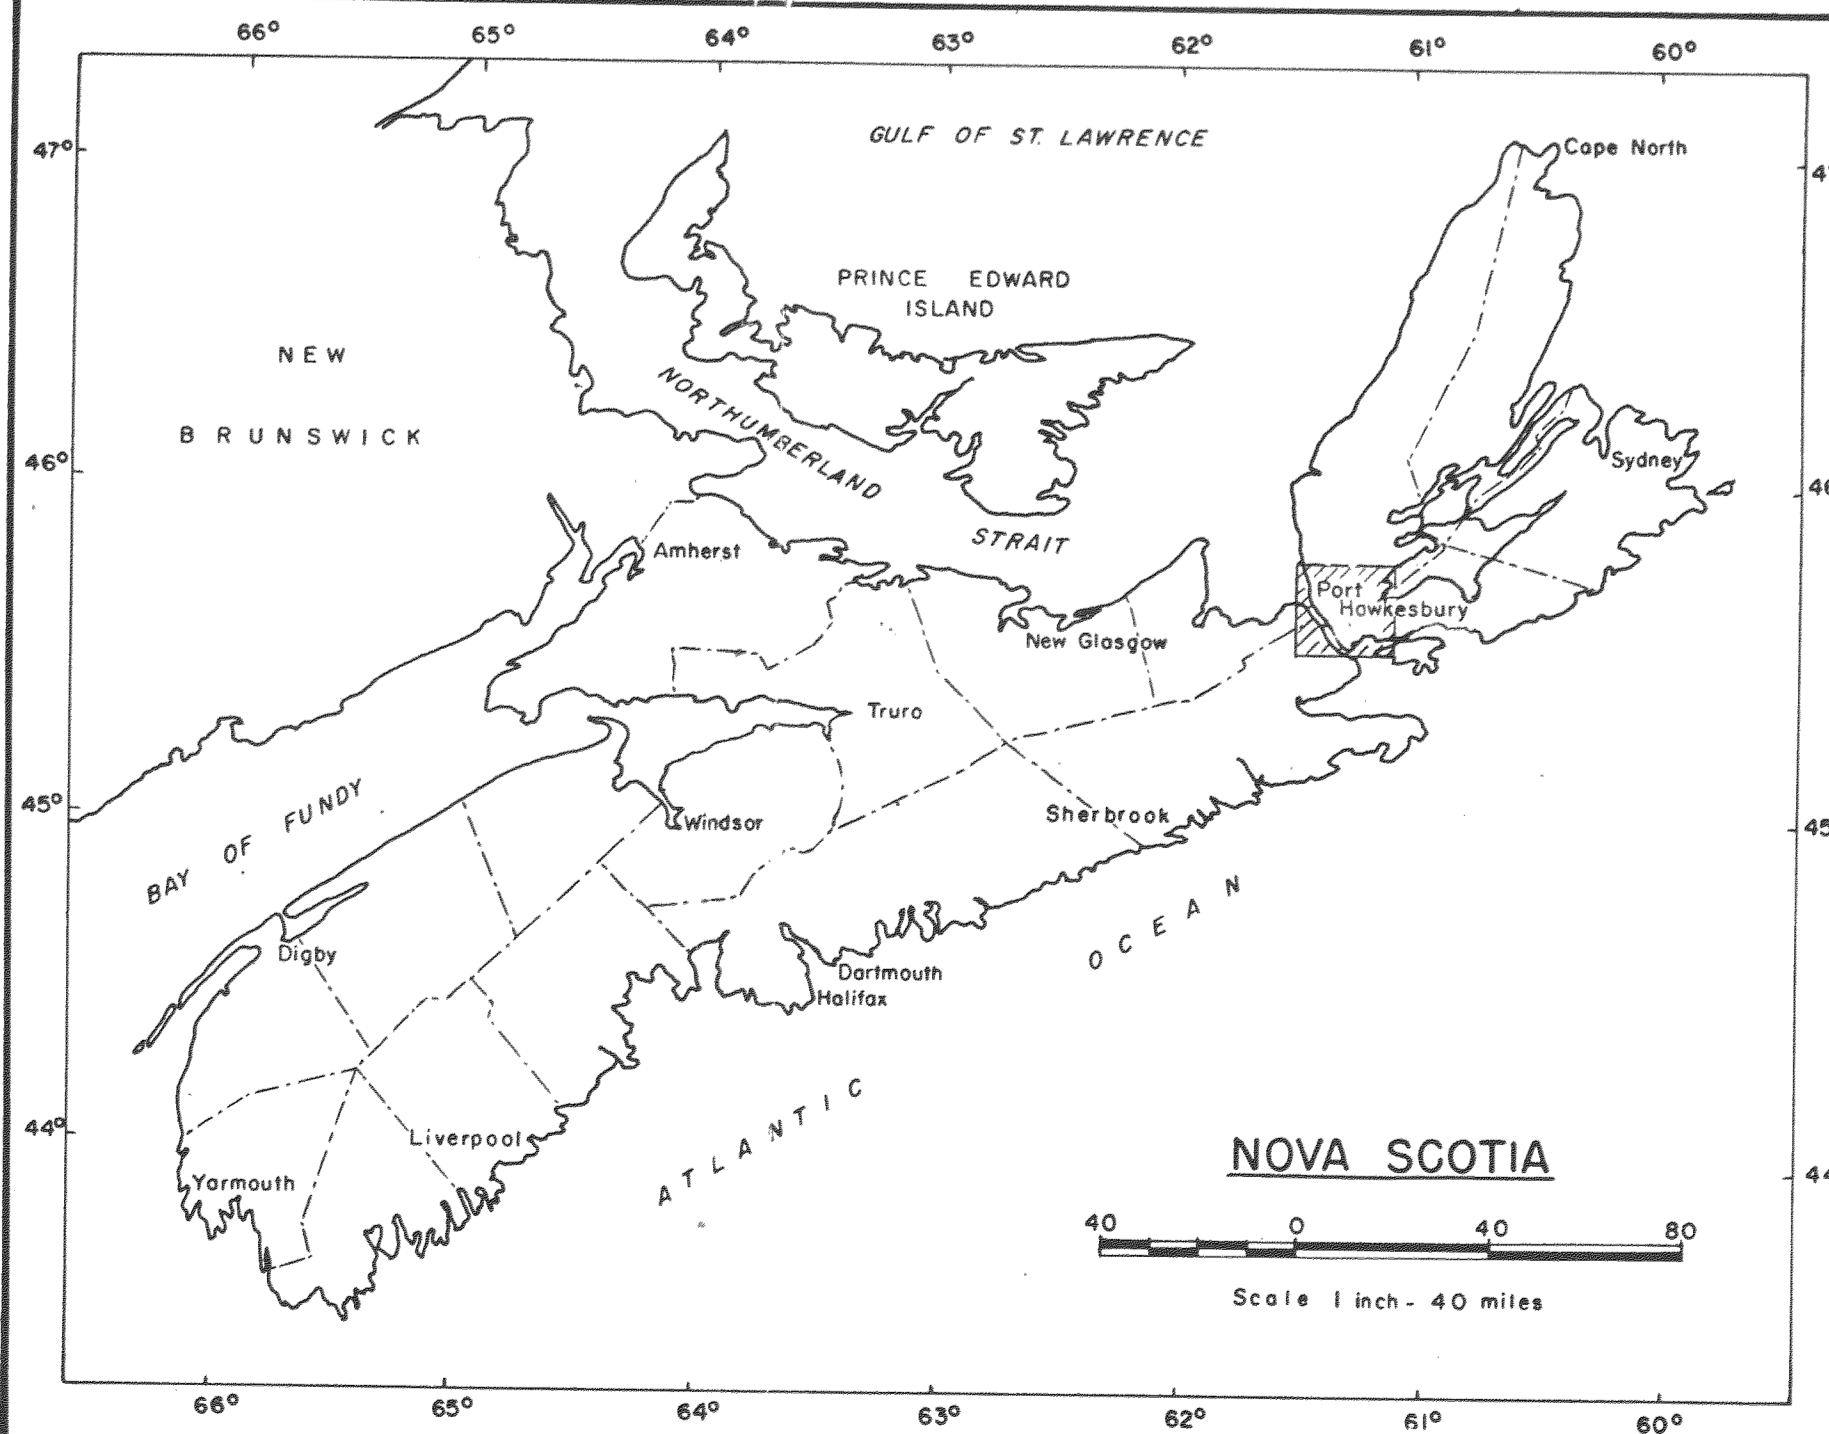 66° 65° 64° 63° 62° 61° 60°
47°
GULF OF ST. LAWRENCE
Cape North
PRINCE EDWARD
ISLAND
NEW
BRUNSWICK
NORTHUMBERLAND
STRAIT
46°
Sydney
46
Amherst
Port
Hawkesbury
New Glasgow
Truro
45°
BAY OF FUNDY
Windsor
Sherbrook
45
Digby
Dartmouth
Halifax
ATLANTIC
OCEAN
44°
Liverpool
Yarmouth
NOVA SCOTIA
44
40 0 40 80
Scale 1 inch - 40 miles
66° 65° 64° 63° 62° 61° 60°